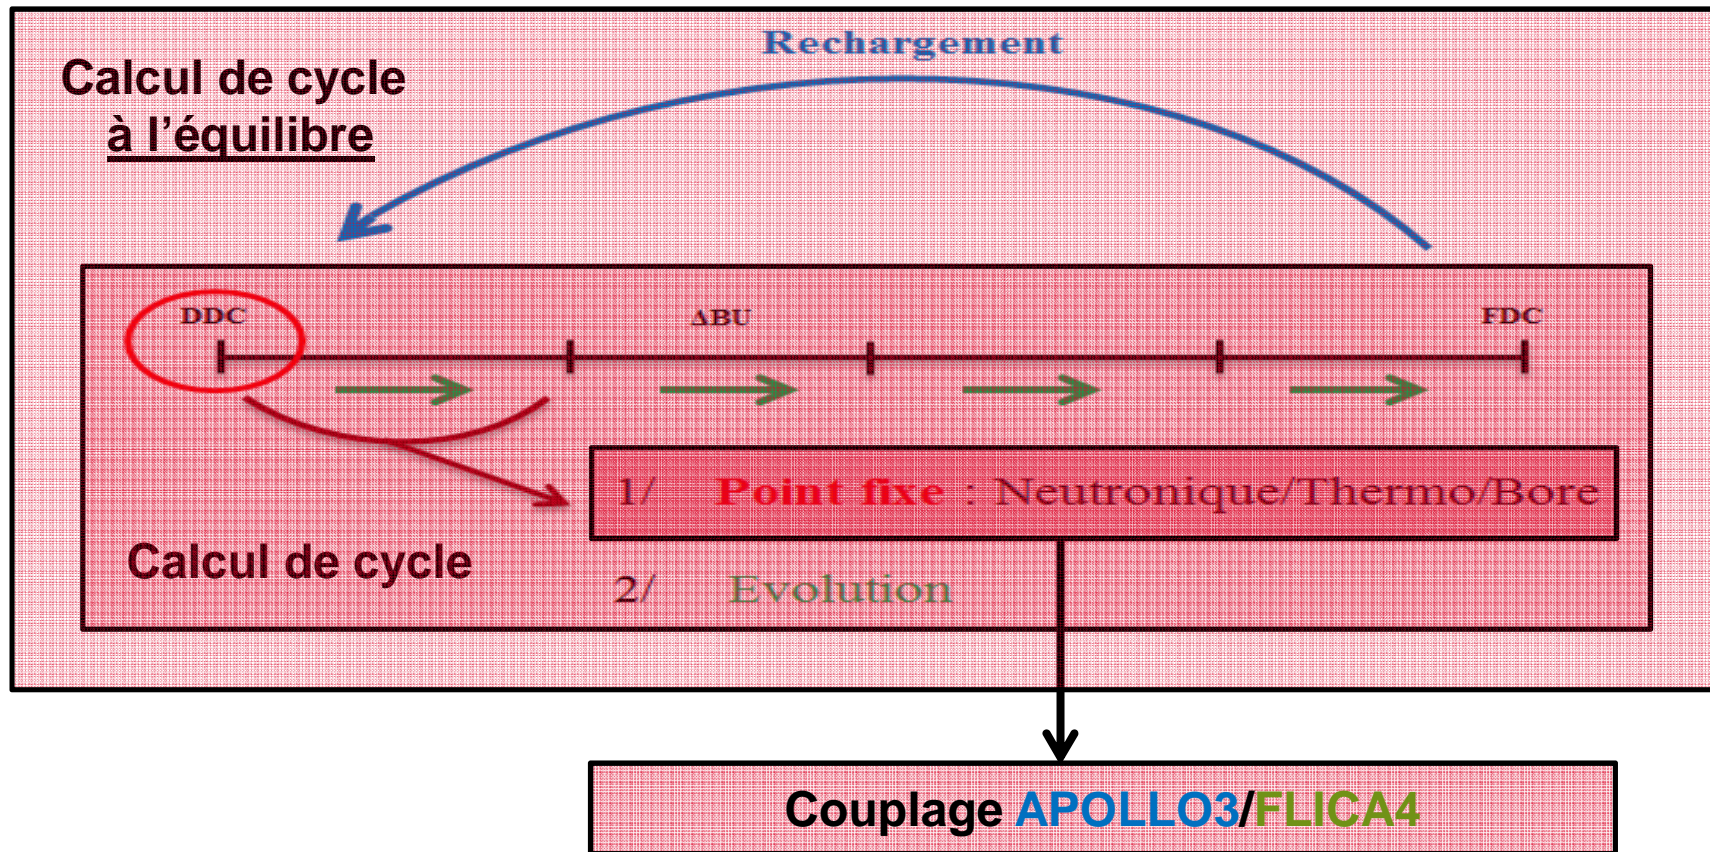 Rechargement
Calcul de cycle
à l’équilibre
DDC
ΔBU
FDC
1/ Point fixe : Neutronique/Thermo/Bore
Calcul de cycle
2/ Evolution
Couplage APOLLO3/FLICA4